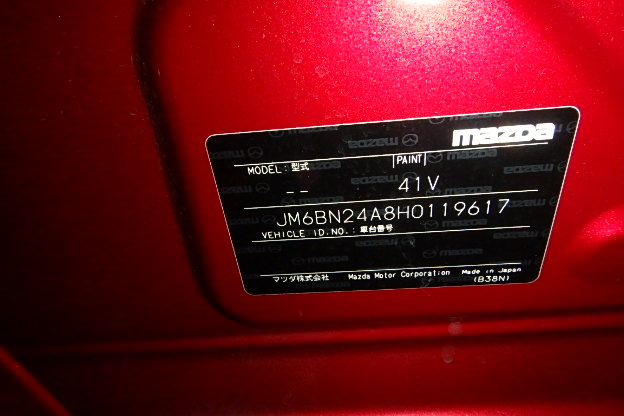 mazda
MODEL: 型式
PAINT
-- 41V
JM6BN24A8H0119617
VEHICLE ID.NO.: 車台番号
マツダ株式会社 Mazda Motor Corporation Made in Japan
(B38N)